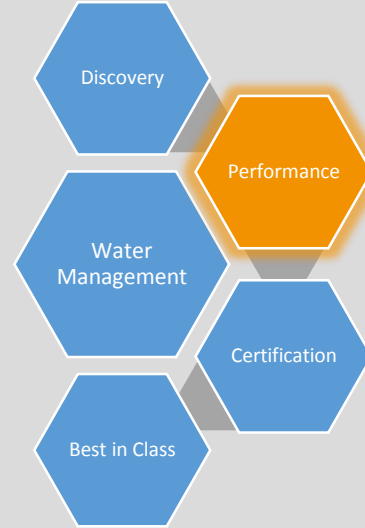 Discovery
Performance
Water
Management
Certification
Best in Class